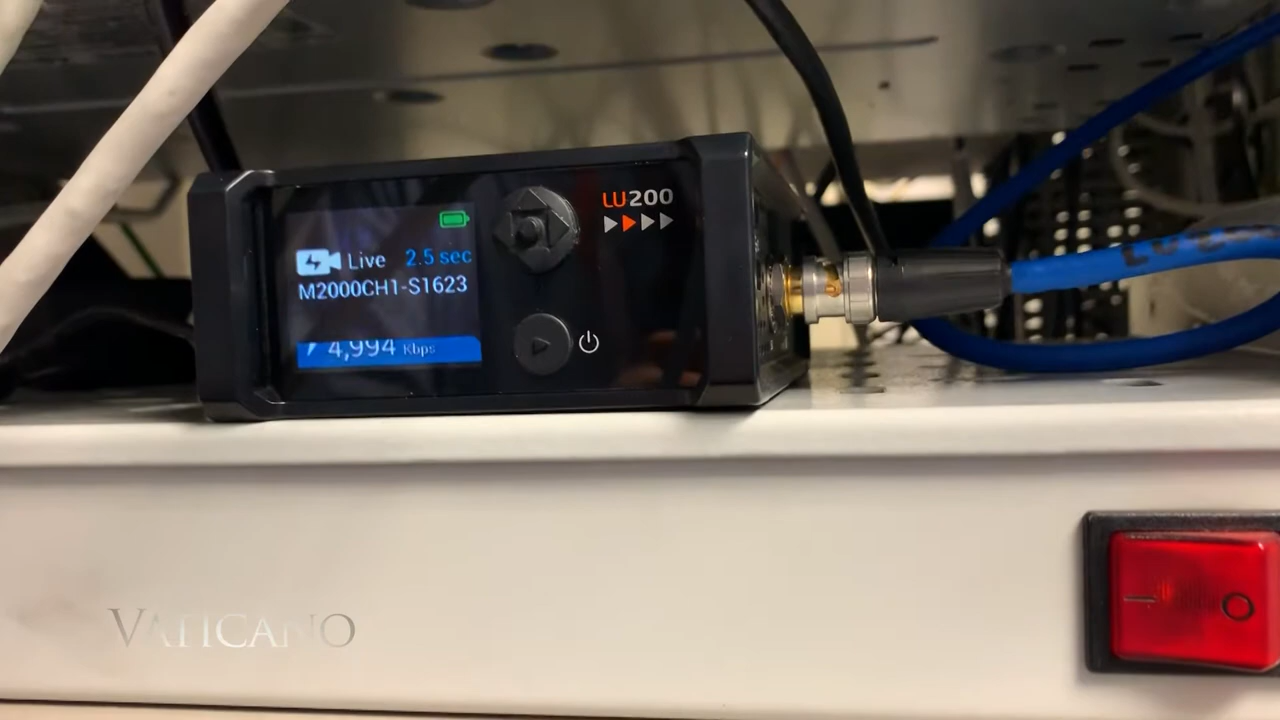 LU200
Live 2.5 sec
M2000CH1-S1623
4,994 Kbps
VATICANO